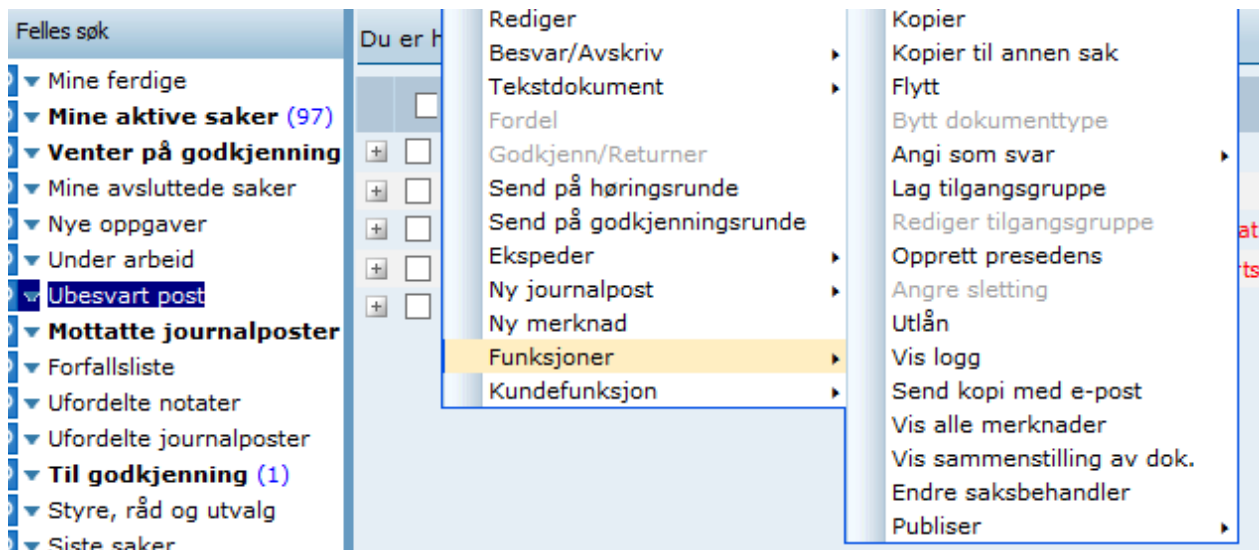 Felles søk
Mine ferdige
Mine aktive saker (97)
Venter på godkjenning
Mine avsluttede saker
Nye oppgaver
Under arbeid
Ubesvart post
Mottatte journalposter
Forfallsliste
Ufordelte notater
Ufordelte journalposter
Til godkjenning (1)
Styre, råd og utvalg
Siste saker
Du er
Rediger
Besvar/Avskriv
Tekstdokument
Fordel
Godkjenn/Returner
Send på høringsrunde
Send på godkjenningsrunde
Ekspeder
Ny journalpost
Ny merknad
Funksjoner
Kundefunksjon
Kopier
Kopier til annen sak
Flytt
Bytt dokumenttype
Angi som svar
Lag tilgangsgruppe
Rediger tilgangsgruppe
Opprett presedens
Angre sletting
Utlån
Vis logg
Send kopi med e-post
Vis alle merknader
Vis sammenstilling av dok.
Endre saksbehandler
Publiser